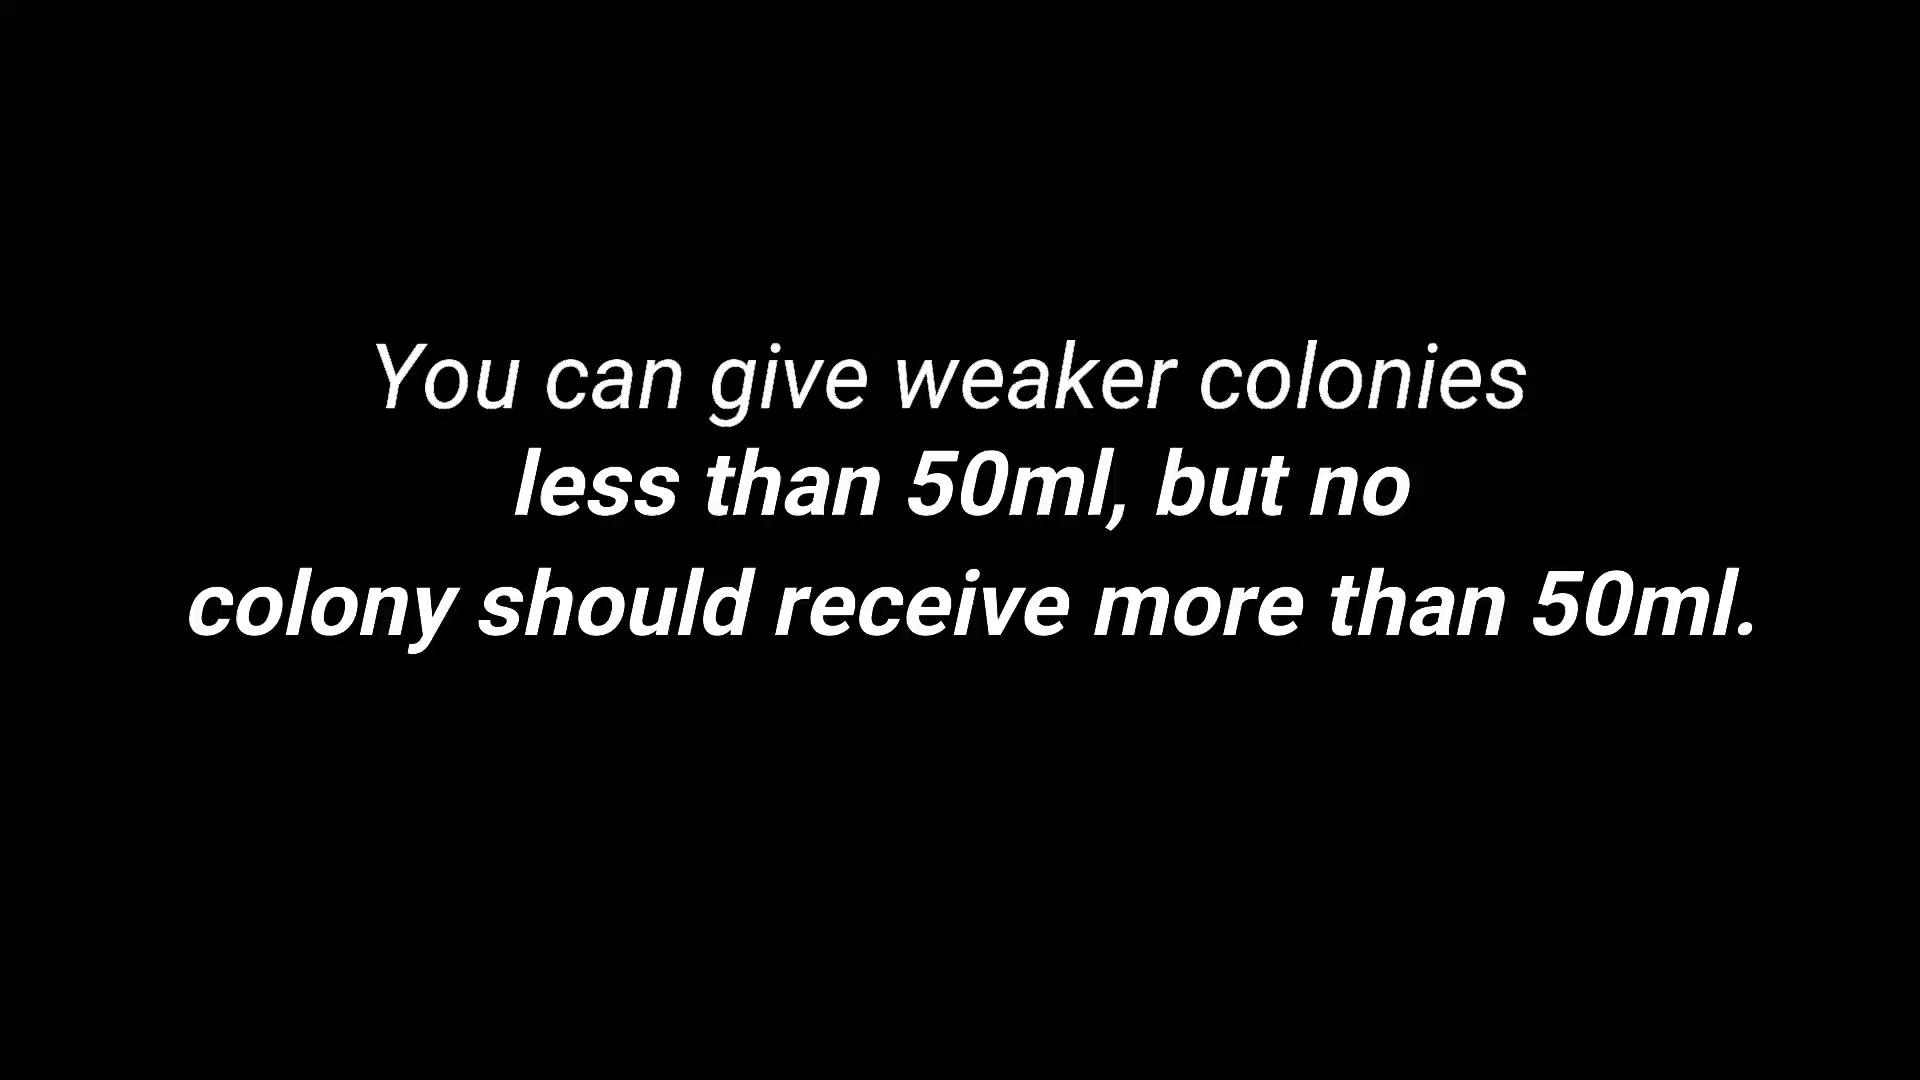 You can give weaker colonies
less than 50ml, but no
colony should receive more than 50ml.